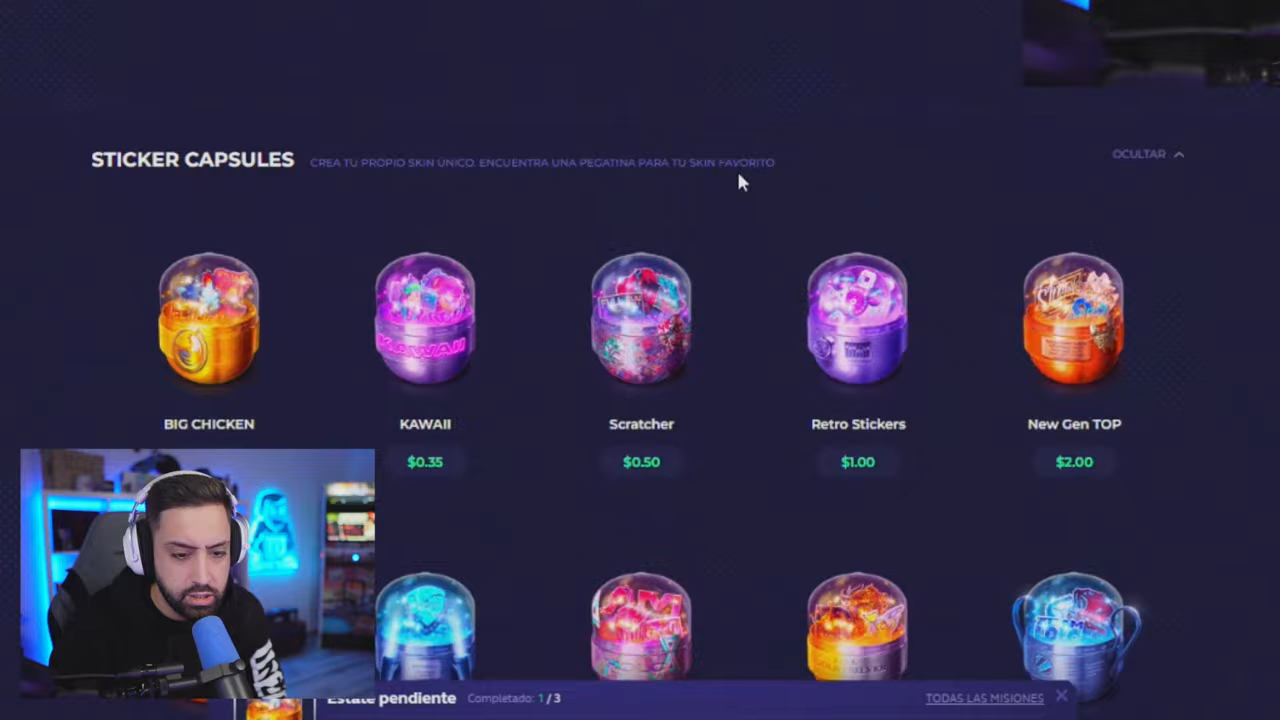 STICKER CAPSULES
CREA TU PROPIO SKIN ÚNICO. ENCUENTRA UNA PEGATINA PARA TU SKIN FAVORITO
OCULTAR
KAWAII
BIG CHICKEN
KAWAII
Scratcher
Retro Stickers
New Gen TOP
$0.35
$0.50
$1.00
$2.00
Estate pendiente
Completado: 1 / 3
TODAS LAS MISIONES